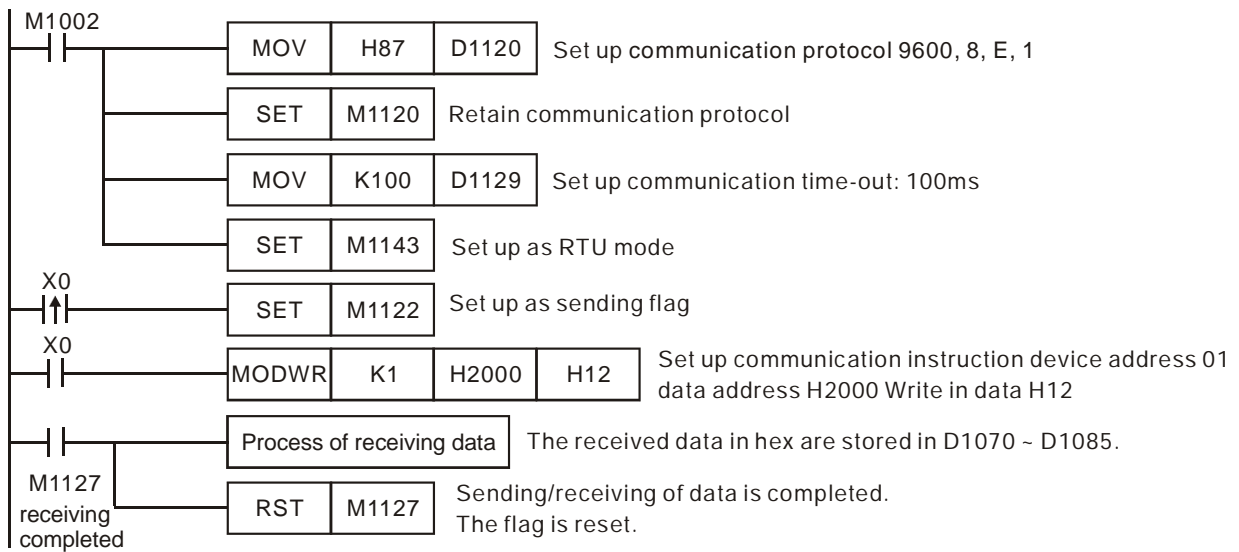 M1002
MOV H87 D1120 Set up communication protocol 9600, 8, E, 1
SET M1120 Retain communication protocol
MOV K100 D1129 Set up communication time-out: 100ms
SET M1143 Set up as RTU mode
X0
SET M1122 Set up as sending flag
X0
MODWR K1 H2000 H12 Set up communication instruction device address 01
data address H2000 Write in data H12
Process of receiving data The received data in hex are stored in D1070 ~ D1085.
M1127
receiving
completed
RST M1127 Sending/receiving of data is completed.
The flag is reset.